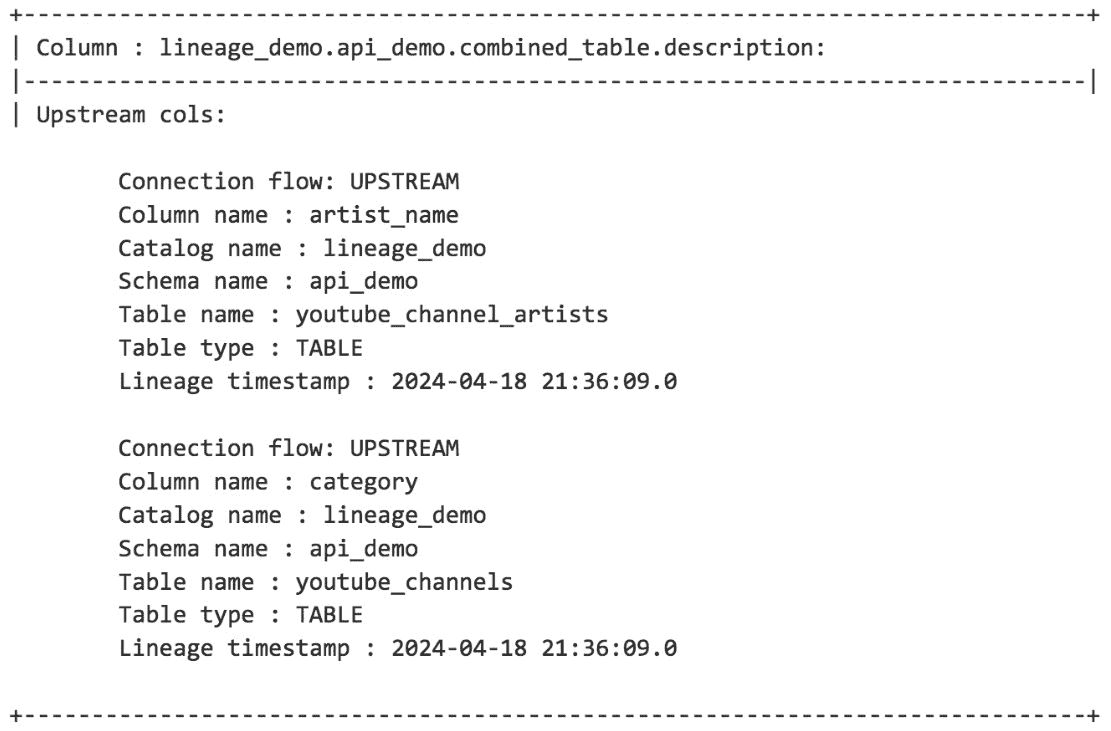 +------------------------------------------------------------------------------+
| Column : lineage_demo.api_demo.combined_table.description:
|------------------------------------------------------------------------------|
| Upstream cols:
Connection flow: UPSTREAM
Column name : artist_name
Catalog name : lineage_demo
Schema name : api_demo
Table name : youtube_channel_artists
Table type : TABLE
Lineage timestamp : 2024-04-18 21:36:09.0
Connection flow: UPSTREAM
Column name : category
Catalog name : lineage_demo
Schema name : api_demo
Table name : youtube_channels
Table type : TABLE
Lineage timestamp : 2024-04-18 21:36:09.0
+------------------------------------------------------------------------------+